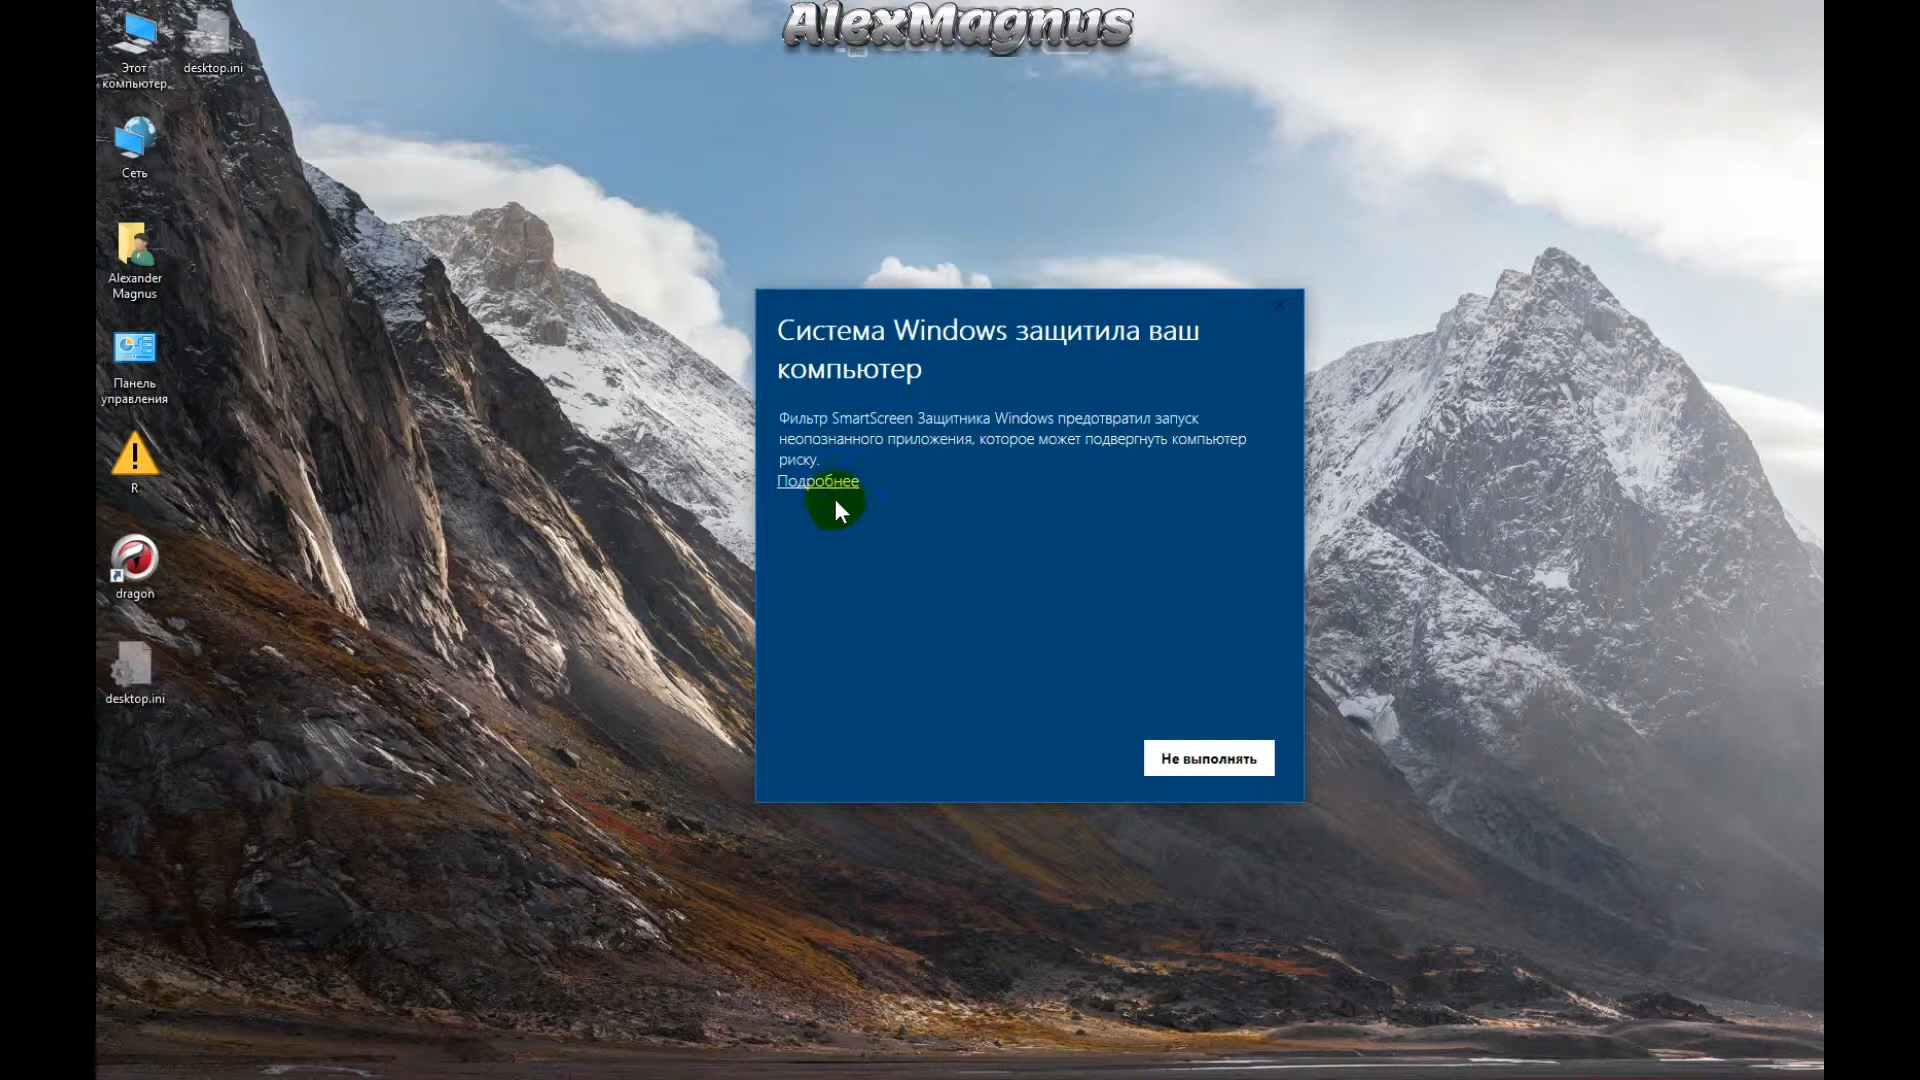 AlexMagnus
Этот
компьютер
desktop.ini
Сеть
Alexander
Magnus
Панель
управления
R
dragon
desktop.ini
Система Windows защитила ваш
компьютер
Фильтр SmartScreen Защитника Windows предотвратил запуск
неопознанного приложения, которое может подвергнуть компьютер
риску.
Подробнее
Не выполнять